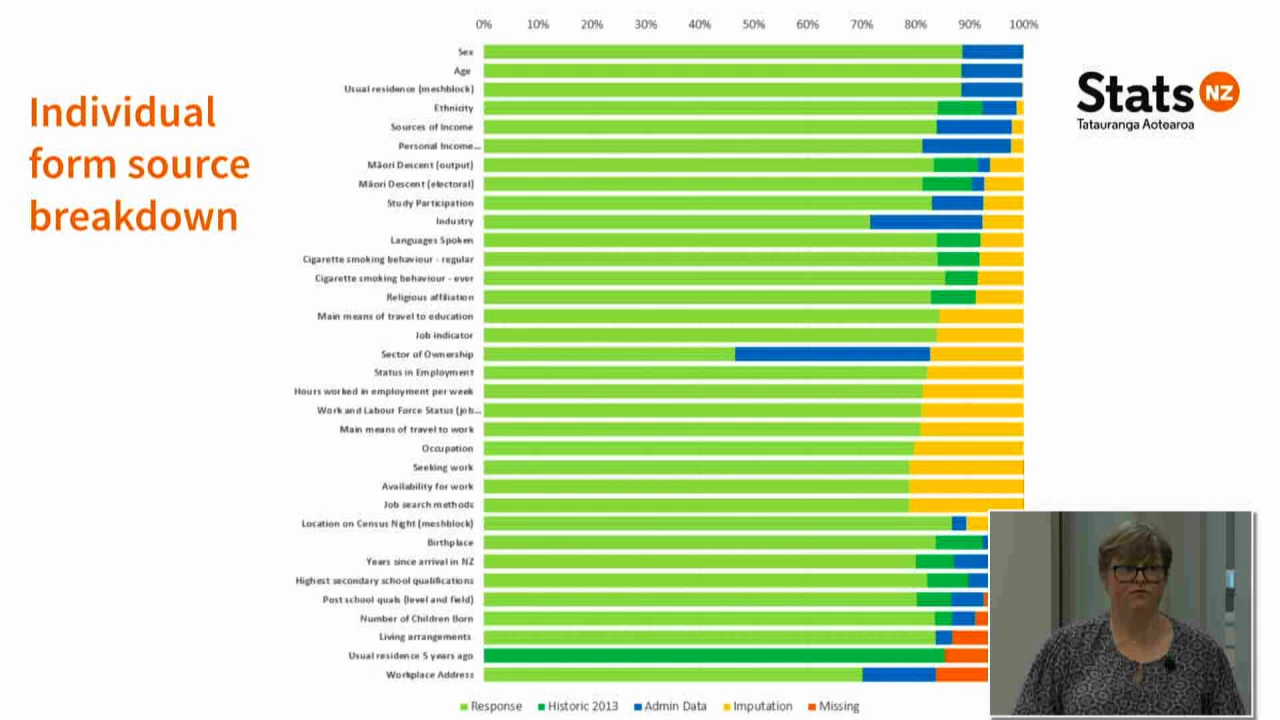 0% 10% 20% 30% 40% 50% 60% 70% 80% 90% 100%
Individual
form source
breakdown
Stats NZ
Tatauranga Aotearoa
Sex
Age
Usual residence (meshblock)
Ethnicity
Sources of Income
Personal Income...
Māori Descent (output)
Māori Descent (electoral)
Study Participation
Industry
Languages Spoken
Cigarette smoking behaviour - regular
Cigarette smoking behaviour - ever
Religious affiliation
Main means of travel to education
Job indicator
Sector of Ownership
Status in Employment
Hours worked in employment per week
Work and Labour Force Status (job...
Main means of travel to work
Occupation
Seeking work
Availability for work
Job search methods
Location on Census Night (meshblock)
Birthplace
Years since arrival in NZ
Highest secondary school qualifications
Post school quals (level and field)
Number of Children Born
Living arrangements
Usual residence 5 years ago
Workplace Address
Response Historic 2013 Admin Data Imputation Missing